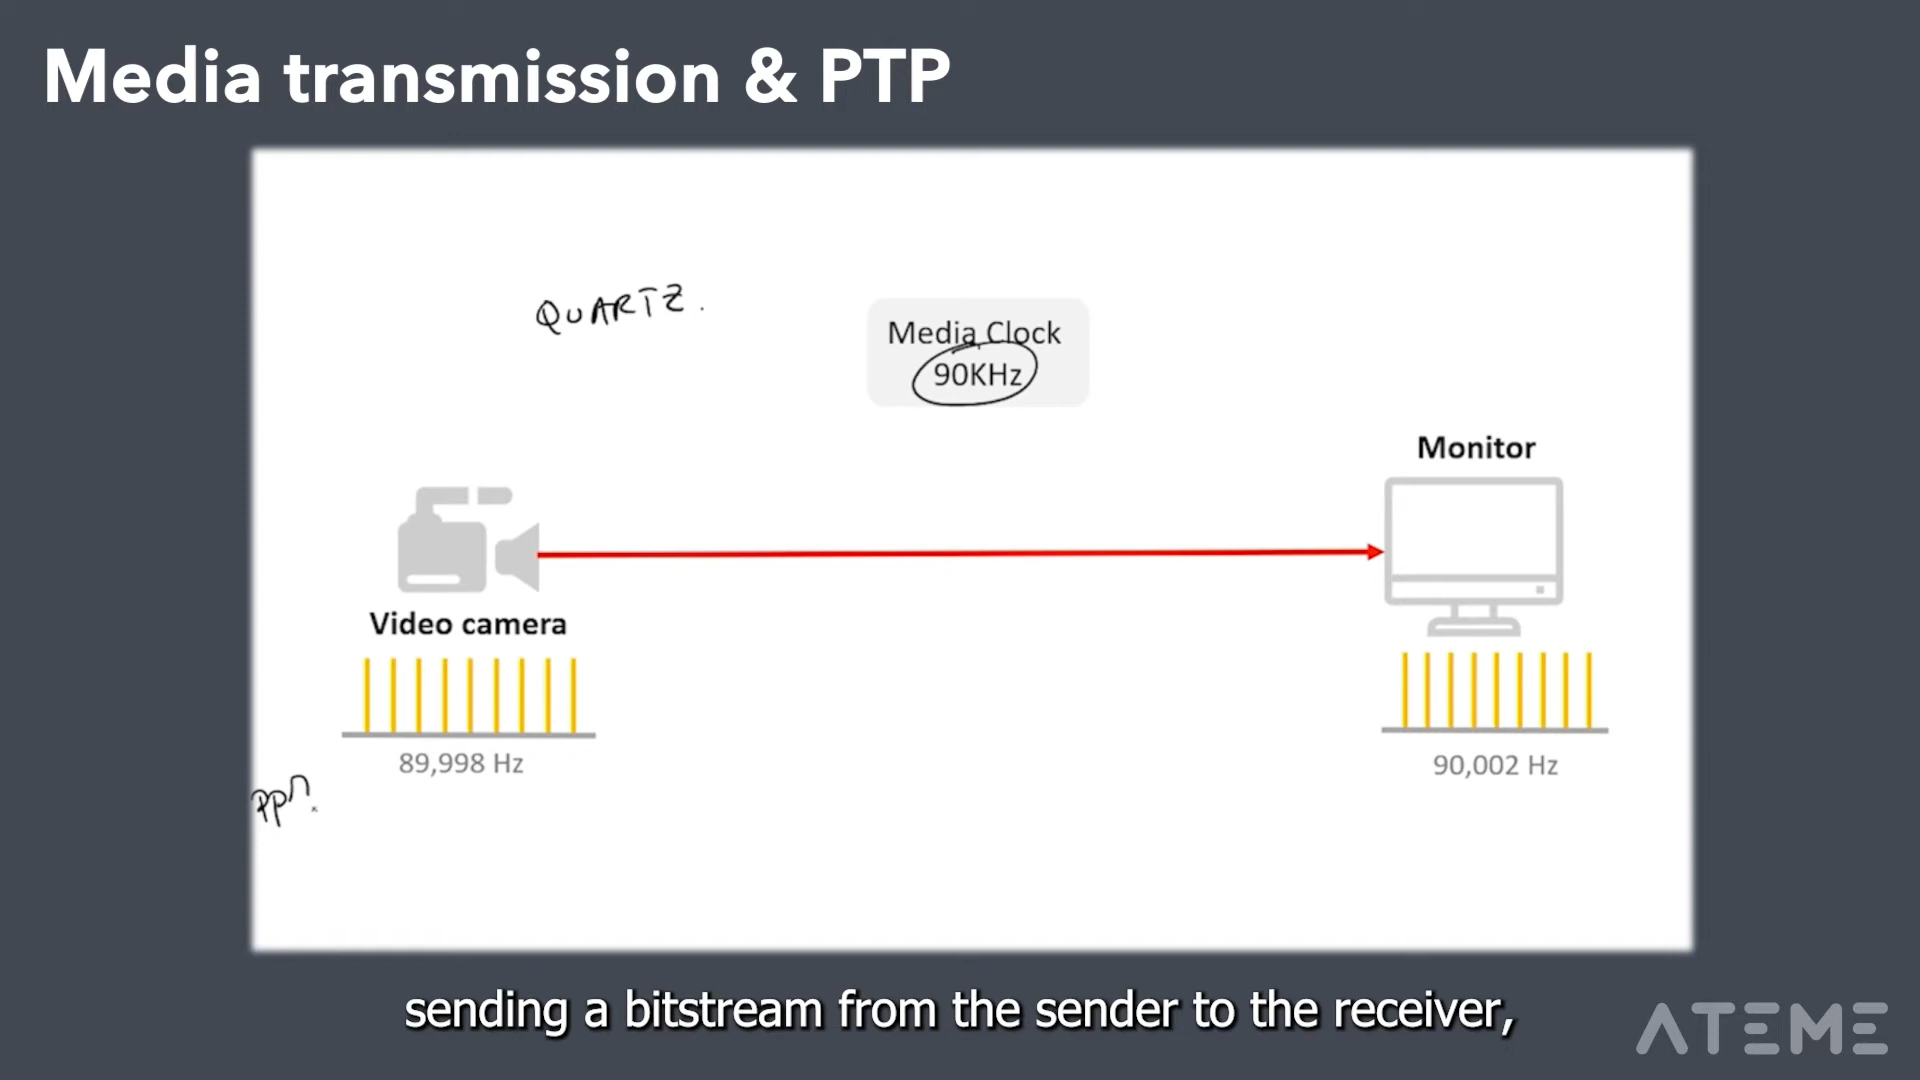 Media transmission & PTP
QUARTZ.
Media Clock
90KHz
Monitor
Video camera
89,998 Hz
90,002 Hz
ppm.
sending a bitstream from the sender to the receiver,
ATEME